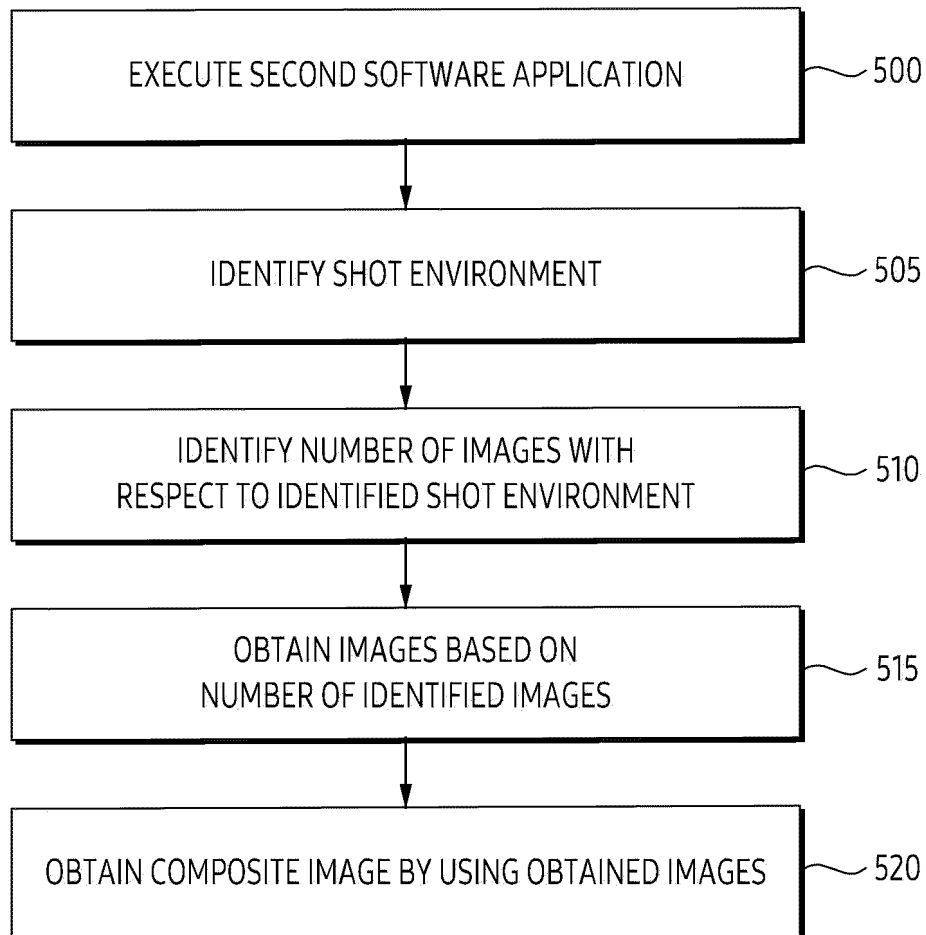 EXECUTE SECOND SOFTWARE APPLICATION
500
IDENTIFY SHOT ENVIRONMENT
505
IDENTIFY NUMBER OF IMAGES WITH
RESPECT TO IDENTIFIED SHOT ENVIRONMENT
510
OBTAIN IMAGES BASED ON
NUMBER OF IDENTIFIED IMAGES
515
OBTAIN COMPOSITE IMAGE BY USING OBTAINED IMAGES
520